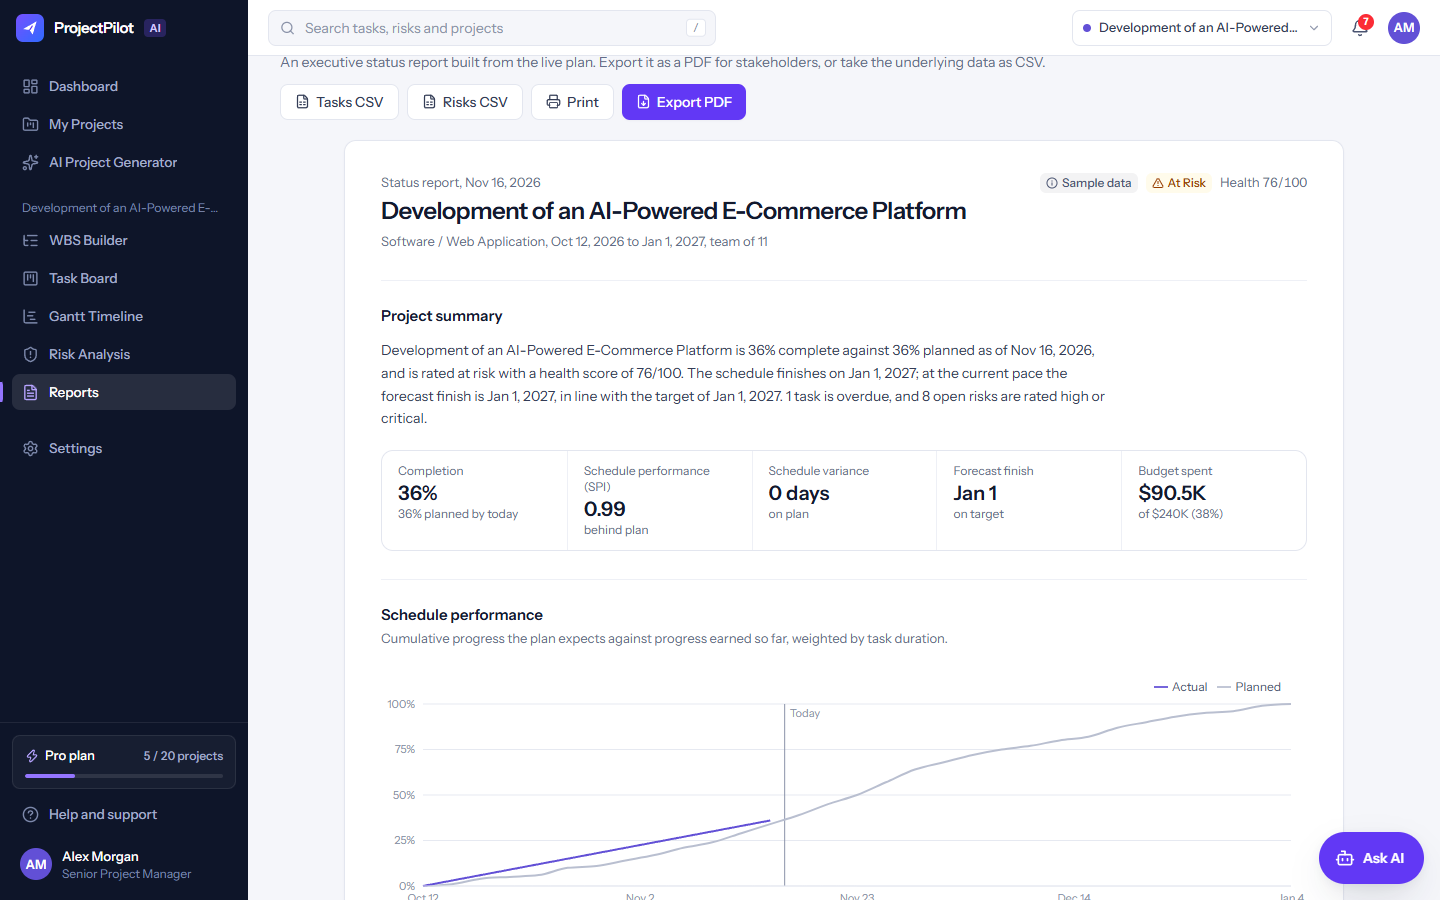 ProjectPilot AI
Search tasks, risks and projects /
Development of an AI-Powered...
7
AM
Dashboard
My Projects
AI Project Generator
Development of an AI-Powered E-...
WBS Builder
Task Board
Gantt Timeline
Risk Analysis
Reports
Settings
Pro plan 5 / 20 projects
Help and support
AM
Alex Morgan
Senior Project Manager
An executive status report built from the live plan. Export it as a PDF for stakeholders, or take the underlying data as CSV.
Tasks CSV
Risks CSV
Print
Export PDF
Status report, Nov 16, 2026
Sample data
At Risk
Health 76/100
Development of an AI-Powered E-Commerce Platform
Software / Web Application, Oct 12, 2026 to Jan 1, 2027, team of 11
Project summary
Development of an AI-Powered E-Commerce Platform is 36% complete against 36% planned as of Nov 16, 2026,
and is rated at risk with a health score of 76/100. The schedule finishes on Jan 1, 2027; at the current pace the
forecast finish is Jan 1, 2027, in line with the target of Jan 1, 2027. 1 task is overdue, and 8 open risks are rated high or
critical.
Completion
36%
36% planned by today
Schedule performance
(SPI)
0.99
behind plan
Schedule variance
0 days
on plan
Forecast finish
Jan 1
on target
Budget spent
$90.5K
of $240K (38%)
Schedule performance
Cumulative progress the plan expects against progress earned so far, weighted by task duration.
Actual
Planned
100%
Today
75%
50%
25%
0%
Oct 12
Nov 2
Nov 23
Dec 14
Jan 4
Ask AI